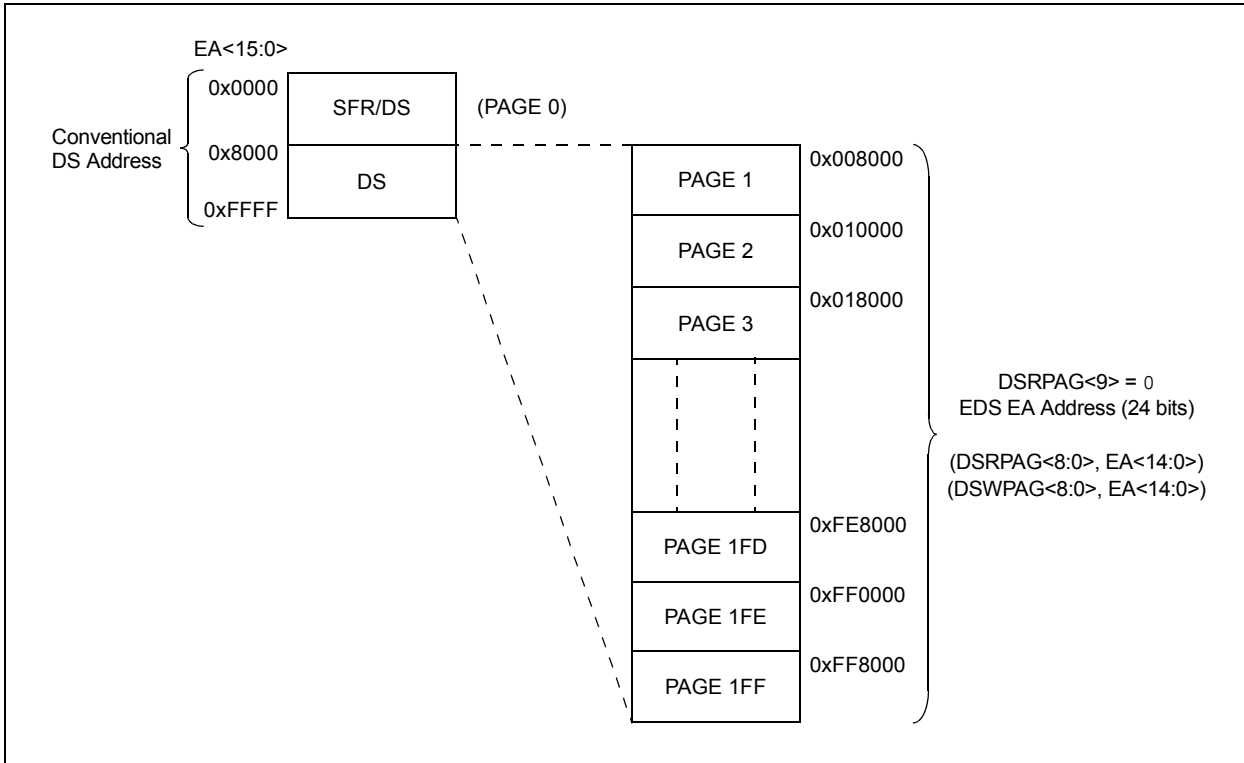 EA<15:0>
0x0000
SFR/DS
(PAGE 0)
Conventional
DS Address
0x8000
DS
0xFFFF
PAGE 1
0x008000
PAGE 2
0x010000
PAGE 3
0x018000
DSRPAG<9> = 0
EDS EA Address (24 bits)
(DSRPAG<8:0>, EA<14:0>)
(DSWPAG<8:0>, EA<14:0>)
PAGE 1FD
0xFE8000
PAGE 1FE
0xFF0000
PAGE 1FF
0xFF8000